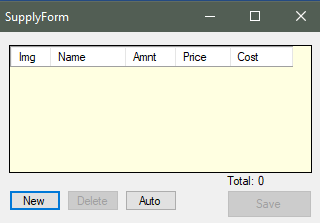 SupplyForm
Img Name Amnt Price Cost
Total: 0
New Delete Auto Save